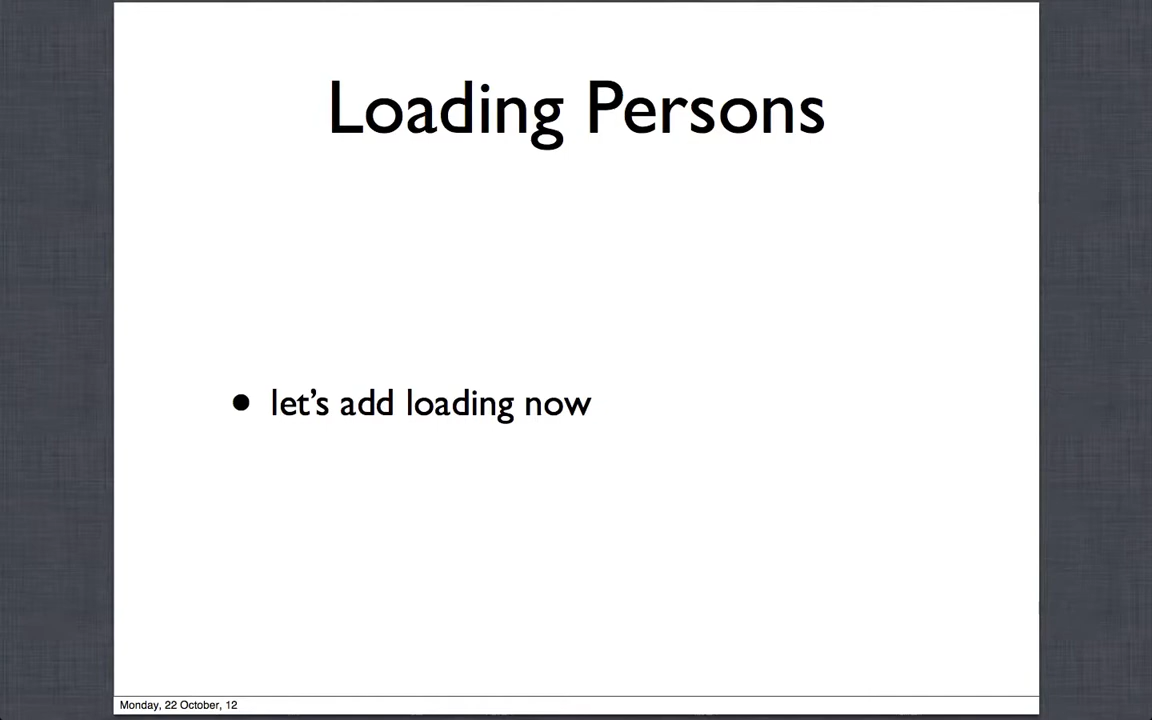 Loading Persons
• let’s add loading now
Monday, 22 October, 12